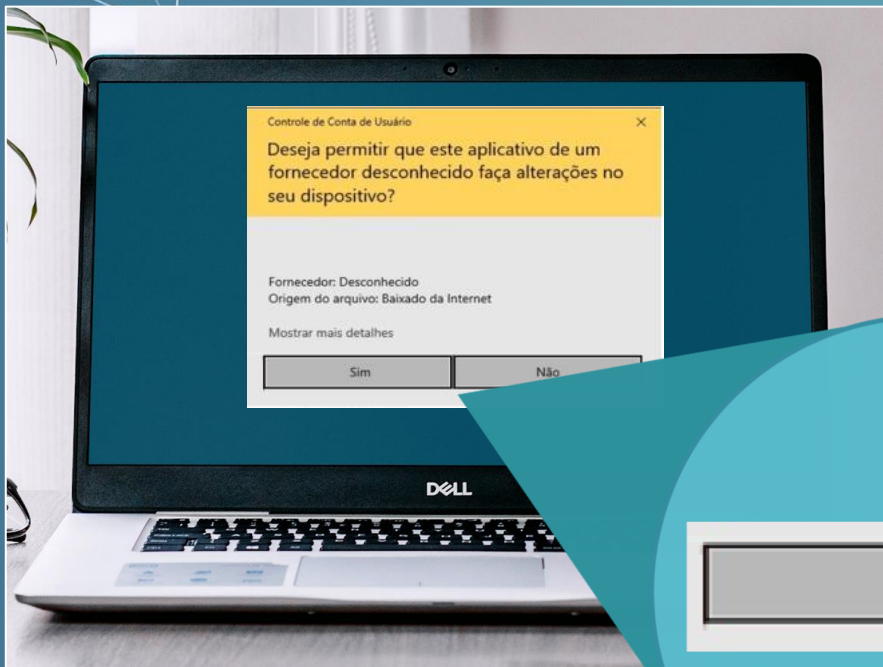 Controle de Conta de Usuário
Deseja permitir que este aplicativo de um
fornecedor desconhecido faça alterações no
seu dispositivo?
Fornecedor: Desconhecido
Origem do arquivo: Baixado da Internet
Mostrar mais detalhes
Sim Não
DELL